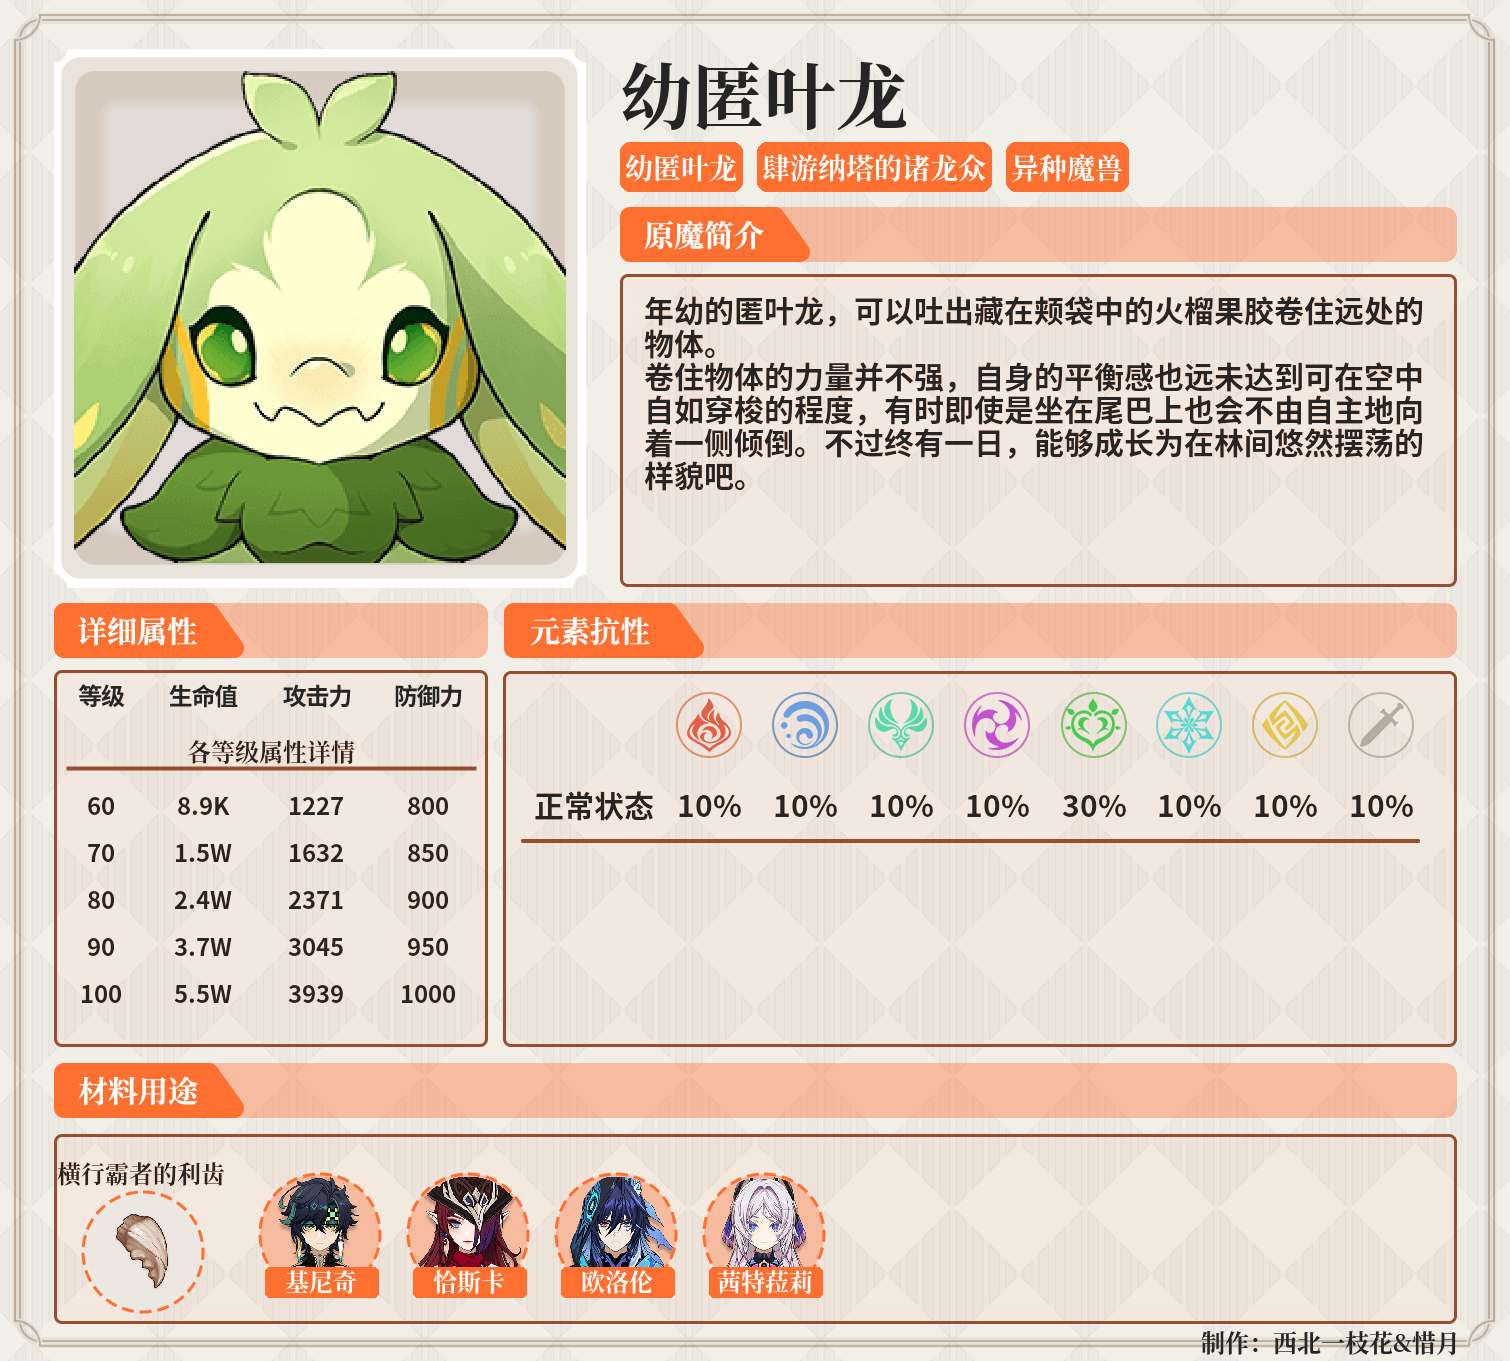 幼匿叶龙
幼匿叶龙 肆游纳塔的诸龙众 异种魔兽
原魔简介
年幼的匿叶龙，可以吐出藏在颊袋中的火榴果胶卷住远处的
物体。
卷住物体的力量并不强，自身的平衡感也远未达到可在空中
自如穿梭的程度，有时即使是坐在尾巴上也会不由自主地向
着一侧倾倒。不过终有一日，能够成长为在林间悠然摆荡的
样貌吧。
详细属性
等级 生命值 攻击力 防御力
各等级属性详情
60 8.9K 1227 800
70 1.5W 1632 850
80 2.4W 2371 900
90 3.7W 3045 950
100 5.5W 3939 1000
元素抗性
正常状态 10% 10% 10% 10% 30% 10% 10% 10%
材料用途
横行霸者的利齿
基尼奇 恰斯卡 欧洛伦 茜特菈莉
制作：西北一枝花&惜月